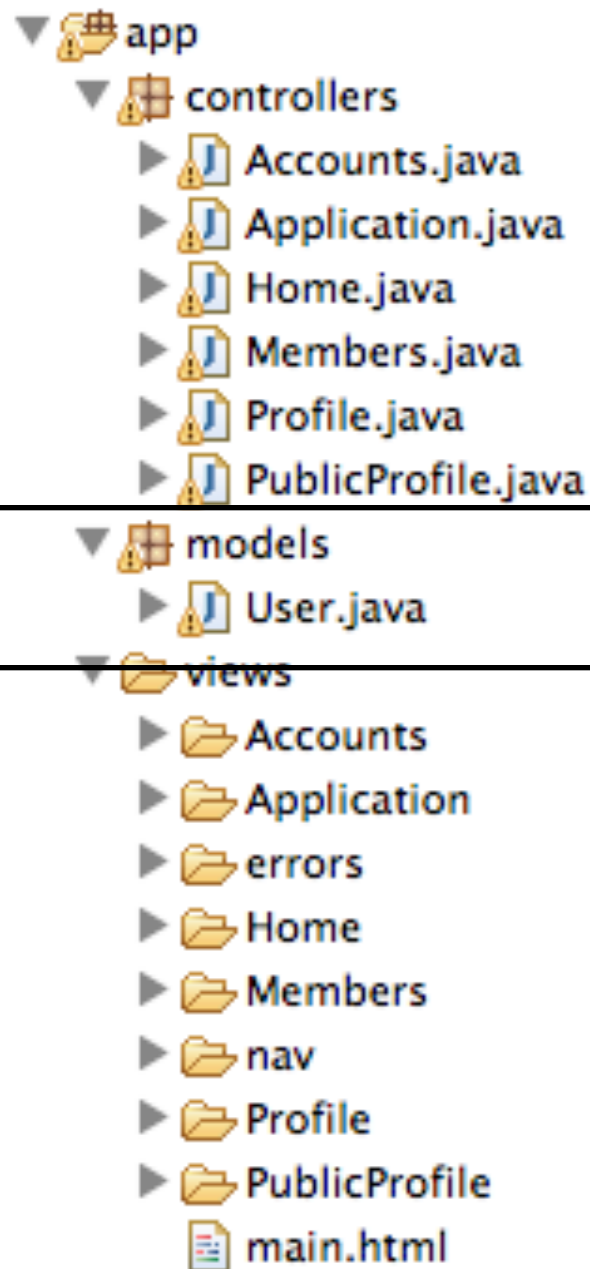 app
controllers
Accounts.java
Application.java
Home.java
Members.java
Profile.java
PublicProfile.java
models
User.java
views
Accounts
Application
errors
Home
Members
nav
Profile
PublicProfile
main.html